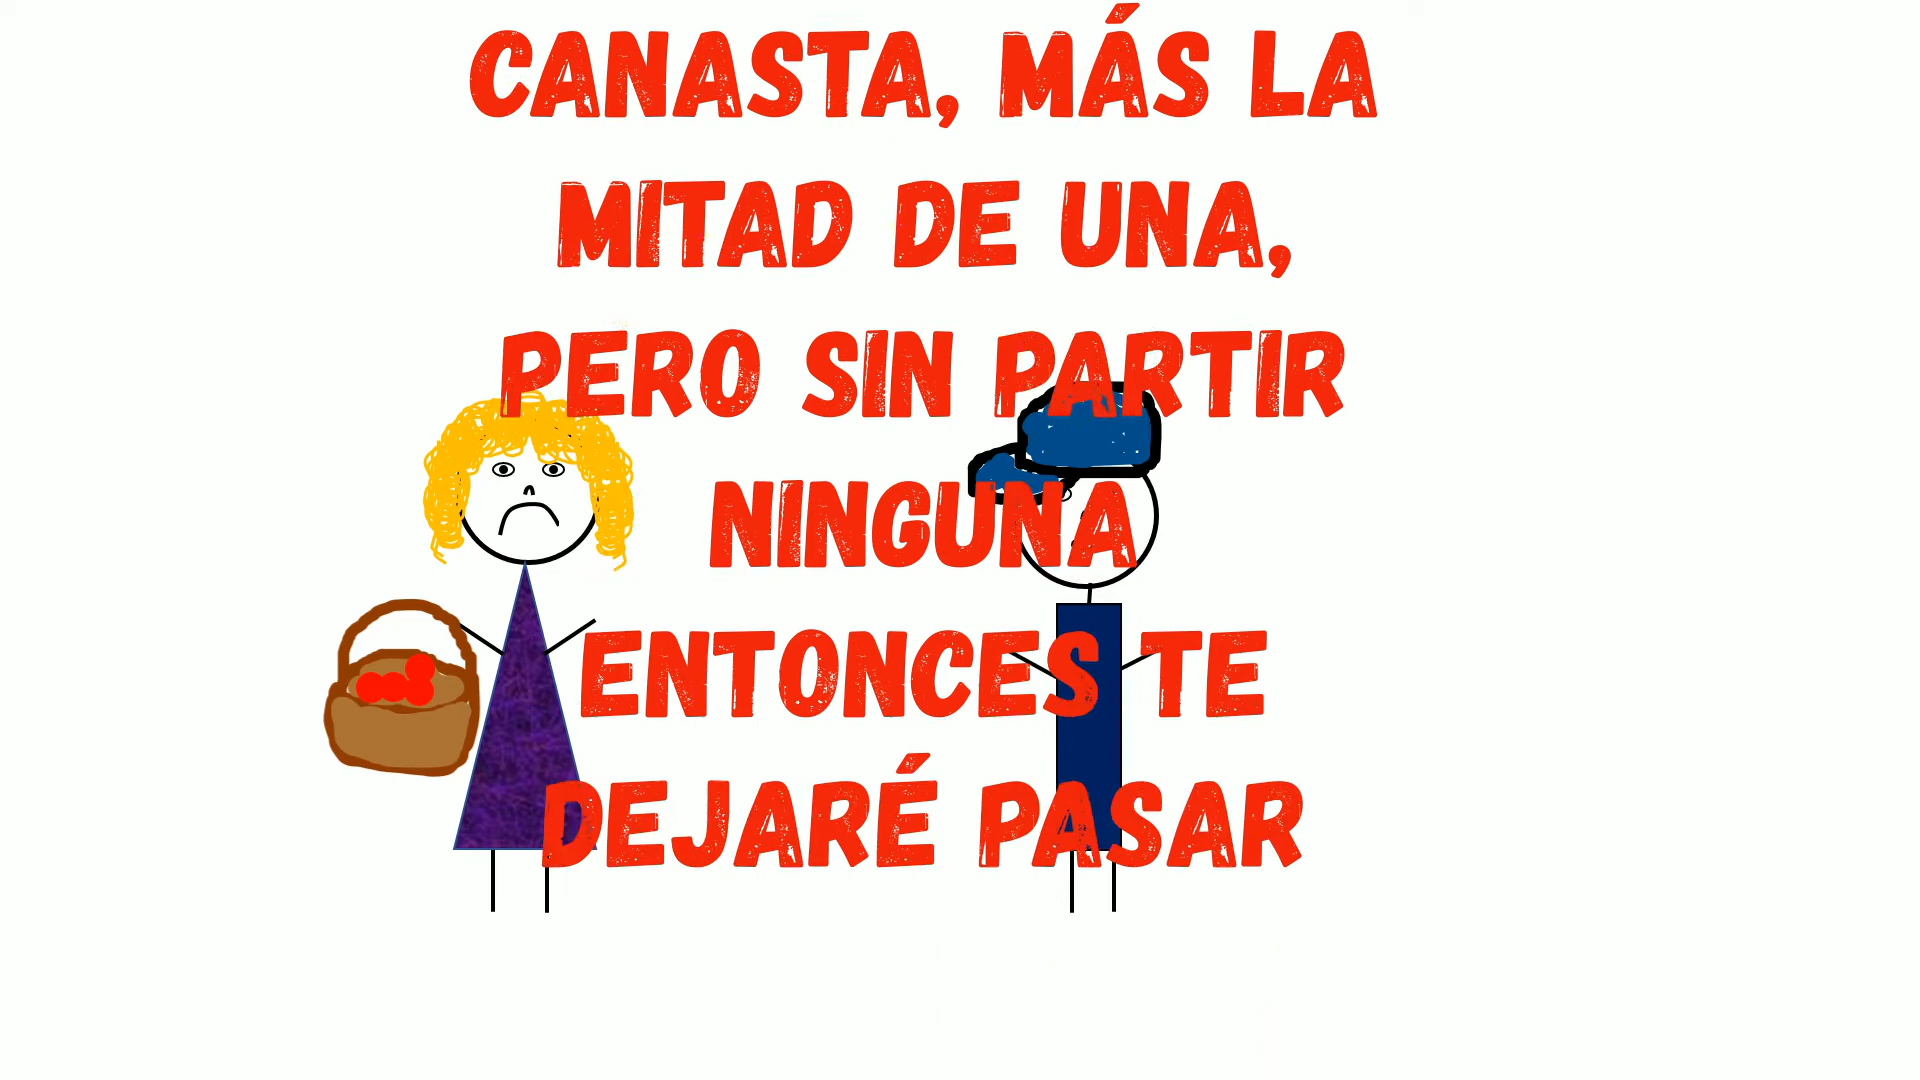 CANASTA, MÁS LA
MITAD DE UNA,
PERO SIN PARTIR
NINGUNA
ENTONCES TE
DEJARÉ PASAR